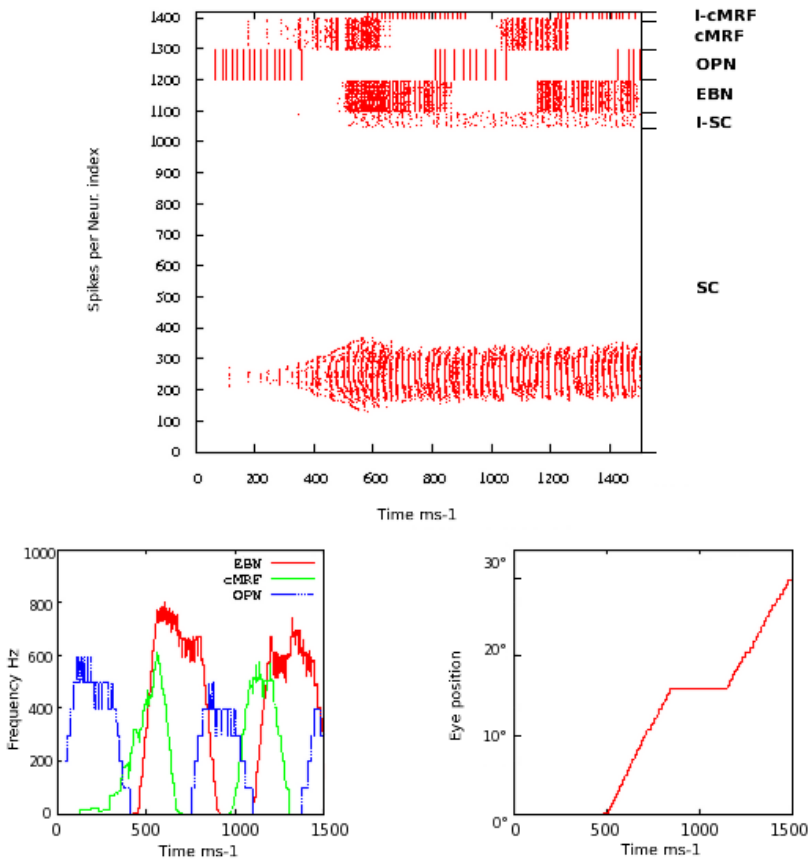 1400
1300
1200
1100
1000
900
800
700
600
500
400
300
200
100
0
Spikes per Neur. index
0 200 400 600 800 1000 1200 1400
Time ms-1
I-cMRF
cMRF
OPN
EBN
I-SC
SC
1000
800
600
400
200
0
Frequency Hz
EBN
cMRF
OPN
0 500 1000 1500
Time ms-1
30°
20°
10°
0°
Eye position
500 1000 1500
Time ms-1